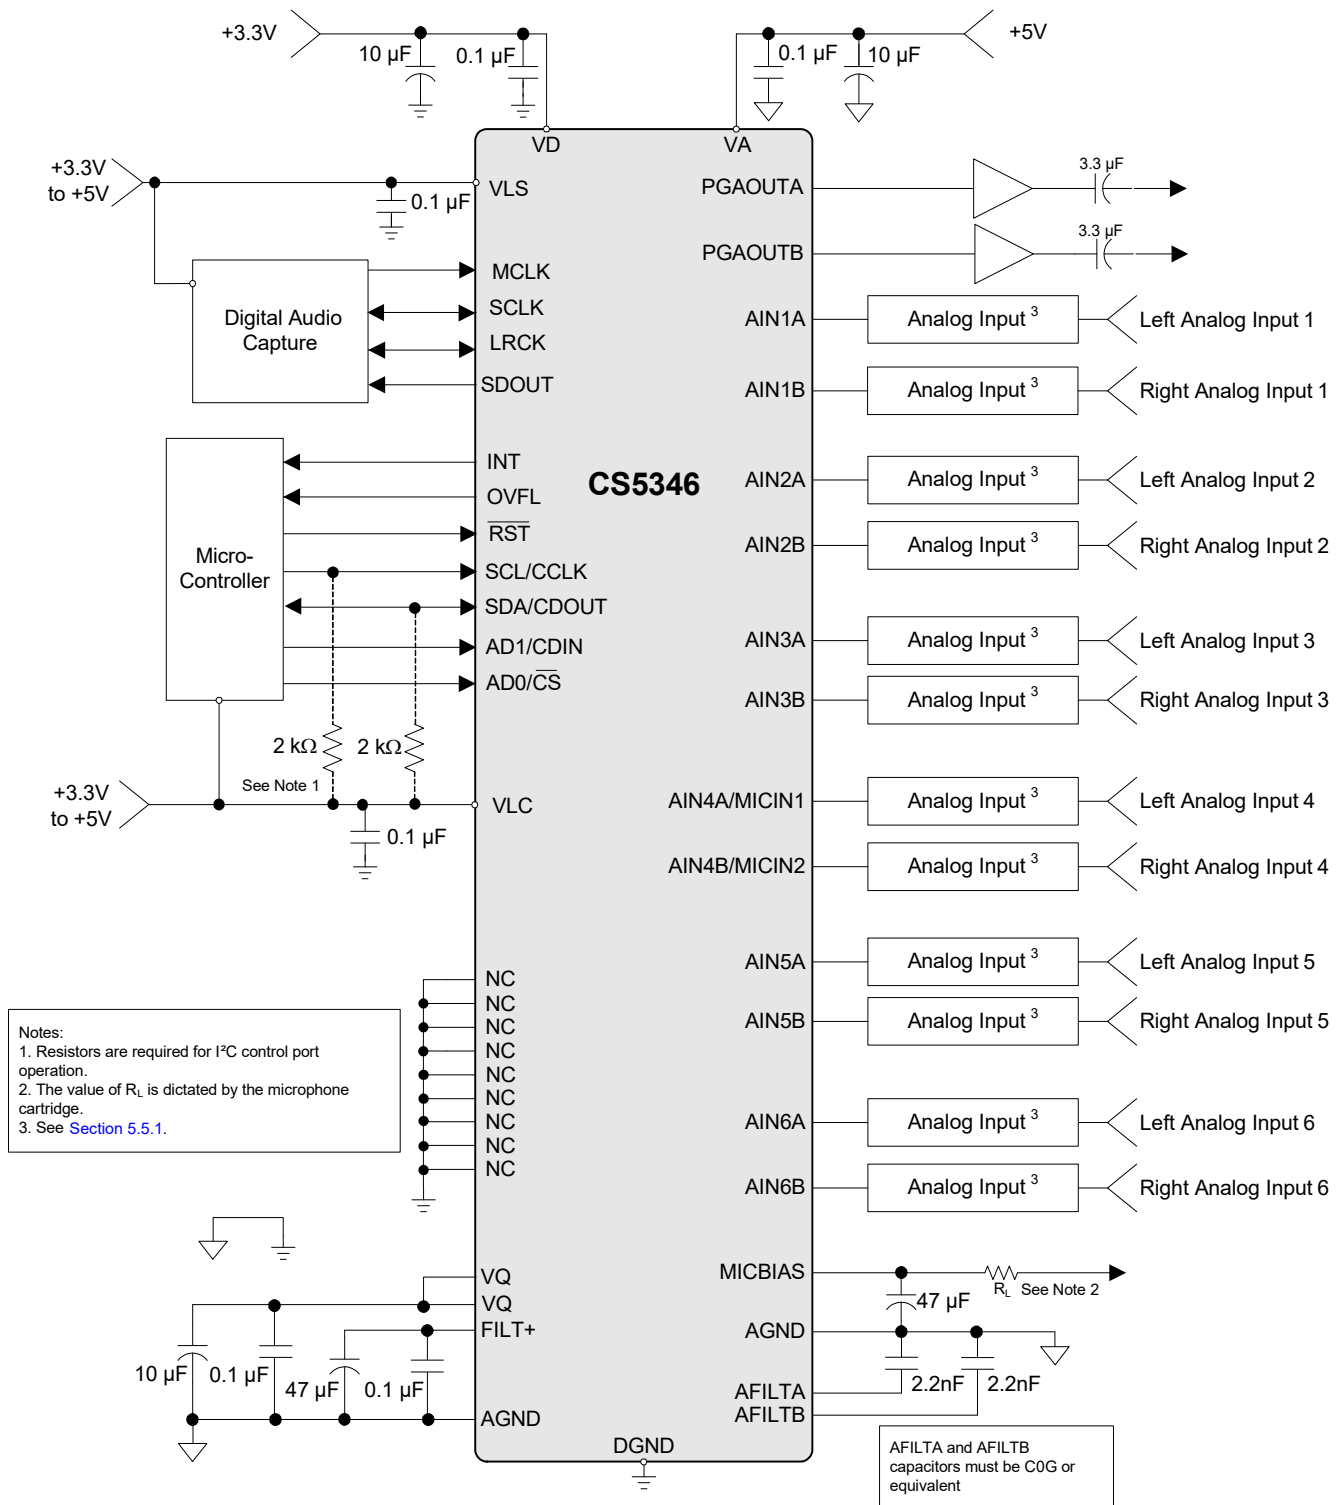 +3.3V
10 µF
0.1 µF
0.1 µF
10 µF
+5V
VD
VA
+3.3V
to +5V
VLS
0.1 µF
PGAOUTA
3.3 µF
PGAOUTB
3.3 µF
Digital Audio
Capture
MCLK
SCLK
LRCK
SDOUT
AIN1A
Analog Input 3
Left Analog Input 1
AIN1B
Analog Input 3
Right Analog Input 1
Micro-
Controller
INT
OVFL
RST
SCL/CCLK
SDA/CDOUT
AD1/CDIN
AD0/CS
CS5346
AIN2A
Analog Input 3
Left Analog Input 2
AIN2B
Analog Input 3
Right Analog Input 2
AIN3A
Analog Input 3
Left Analog Input 3
AIN3B
Analog Input 3
Right Analog Input 3
2 kΩ
2 kΩ
See Note 1
+3.3V
to +5V
VLC
0.1 µF
AIN4A/MICIN1
Analog Input 3
Left Analog Input 4
AIN4B/MICIN2
Analog Input 3
Right Analog Input 4
AIN5A
Analog Input 3
Left Analog Input 5
AIN5B
Analog Input 3
Right Analog Input 5
NC
NC
NC
NC
NC
NC
NC
NC
NC
Notes:
1. Resistors are required for I²C control port
operation.
2. The value of RL is dictated by the microphone
cartridge.
3. See Section 5.5.1.
AIN6A
Analog Input 3
Left Analog Input 6
AIN6B
Analog Input 3
Right Analog Input 6
VQ
VQ
FILT+
10 µF
0.1 µF
47 µF
0.1 µF
AGND
MICBIAS
RL
See Note 2
47 µF
AGND
2.2nF
2.2nF
AFILTA
AFILTB
DGND
AFILTA and AFILTB
capacitors must be C0G or
equivalent